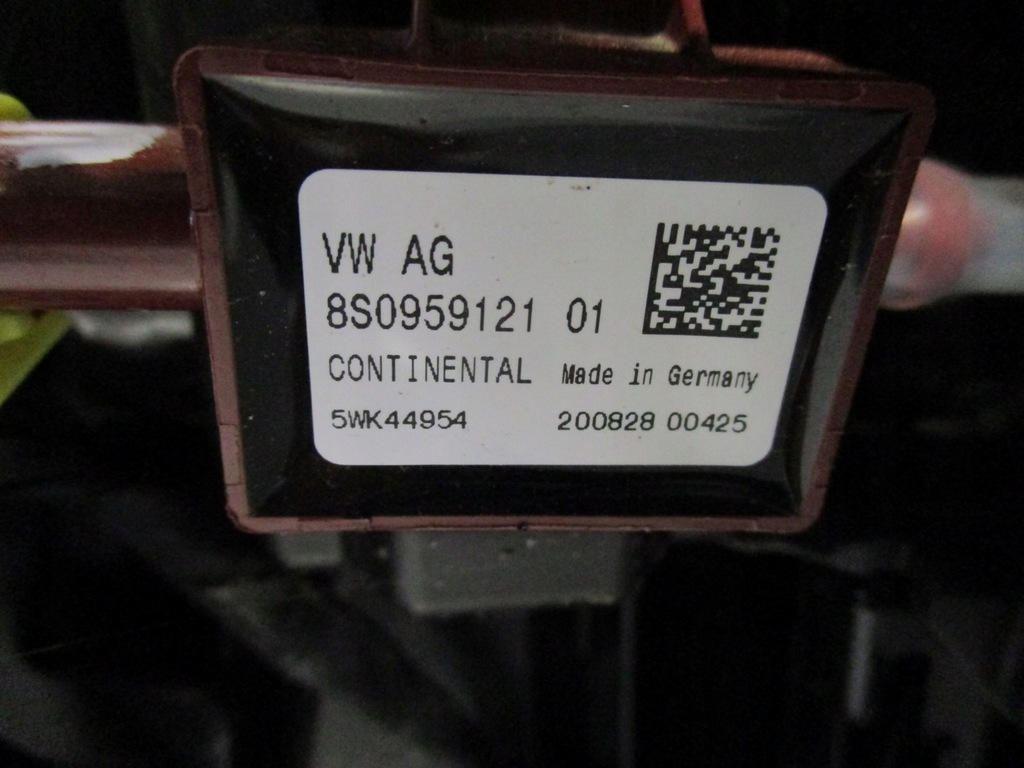 VW AG
8S0959121 01
CONTINENTAL Made in Germany
5WK44954 200828 00425